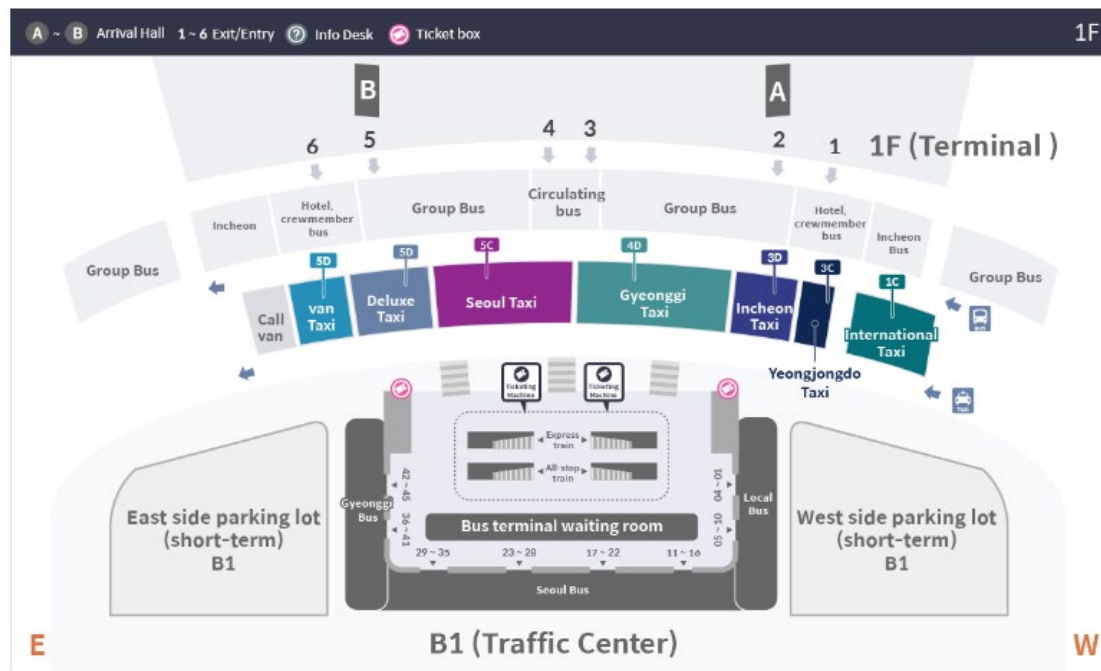 A ~ B Arrival Hall 1 ~ 6 Exit/Entry ? Info Desk Ticket box 1F
B A
6 5 4 3 2 1
1F (Terminal )
Group Bus
Incheon
Hotel,
crewmember
bus
Group Bus
Circulating
bus
Group Bus
Hotel,
crewmember
bus
Incheon
Bus
Group Bus
Call
van
5D
van
Taxi
5D
Deluxe
Taxi
5C
Seoul Taxi
4D
Gyeonggi
Taxi
3D
Incheon
Taxi
3C
Yeongjongdo
Taxi
1C
International
Taxi
BUS
TAXI
Ticketing
Machine
Ticketing
Machine
Express
train
All-stop
train
42 ~ 45
36 ~ 41
04 ~ 01
05 ~ 10
Gyeonggi
Bus
Local
Bus
Bus terminal waiting room
29 ~ 35 23 ~ 28 17 ~ 22 11 ~ 16
Seoul Bus
East side parking lot
(short-term)
B1
West side parking lot
(short-term)
B1
E B1 (Traffic Center) W